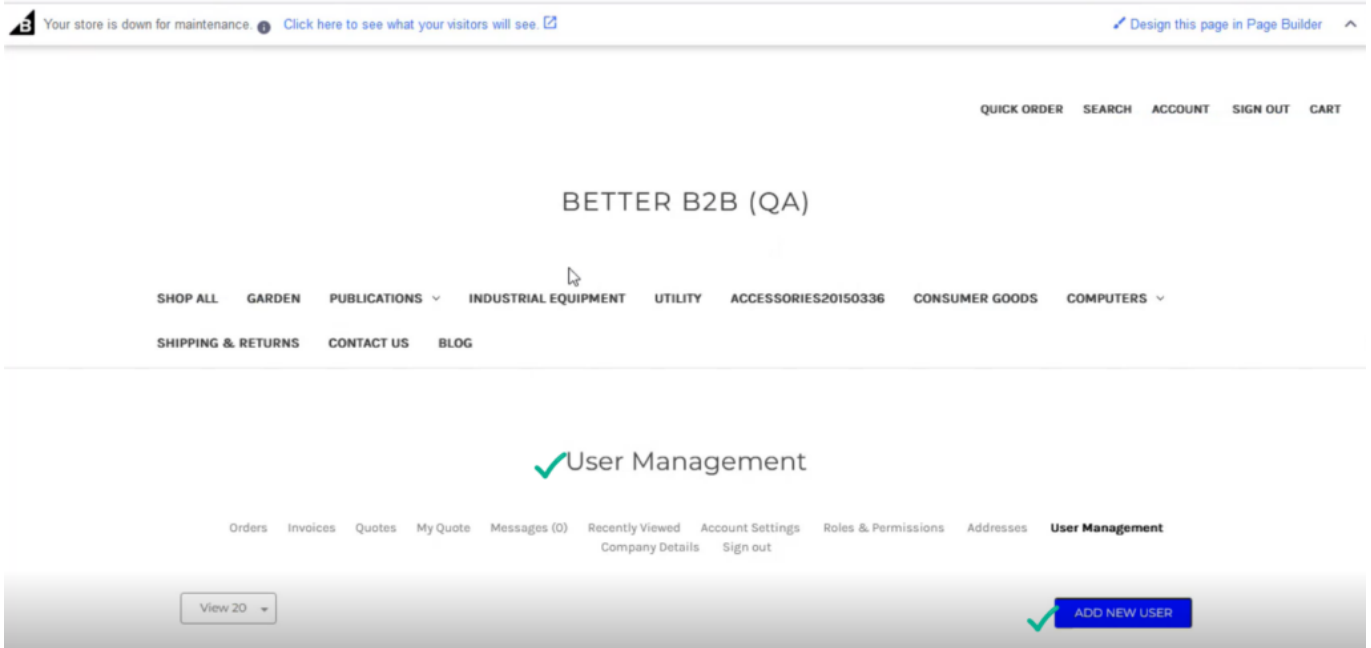 B Your store is down for maintenance. Click here to see what your visitors will see. Design this page in Page Builder
QUICK ORDER SEARCH ACCOUNT SIGN OUT CART
BETTER B2B (QA)
SHOP ALL GARDEN PUBLICATIONS INDUSTRIAL EQUIPMENT UTILITY ACCESSORIES20150336 CONSUMER GOODS COMPUTERS
SHIPPING & RETURNS CONTACT US BLOG
User Management
Orders Invoices Quotes My Quote Messages (0) Recently Viewed Account Settings Roles & Permissions Addresses User Management
Company Details Sign out
View 20 ADD NEW USER